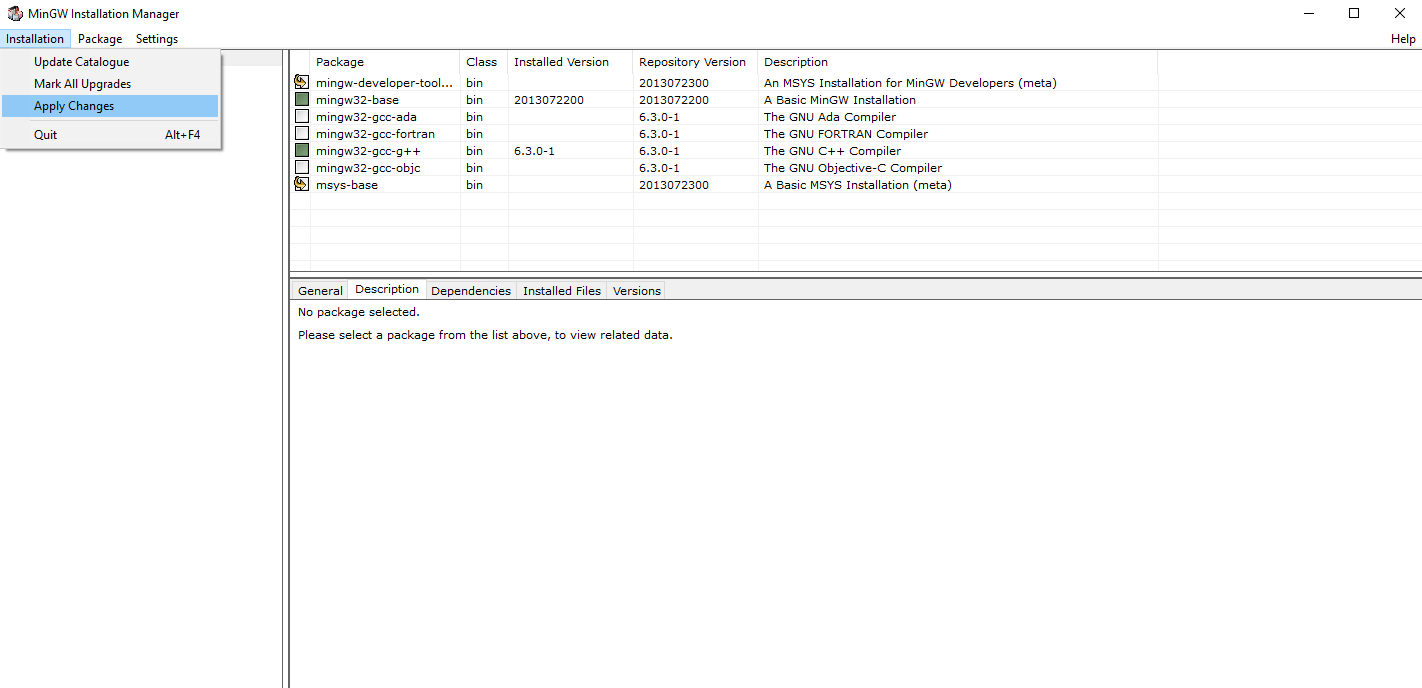 MinGW Installation Manager
Installation Package Settings Help
Update Catalogue
Mark All Upgrades
Apply Changes
Quit Alt+F4
Package Class Installed Version Repository Version Description
mingw-developer-tool... bin 2013072300 An MSYS Installation for MinGW Developers (meta)
mingw32-base bin 2013072200 2013072200 A Basic MinGW Installation
mingw32-gcc-ada bin 6.3.0-1 The GNU Ada Compiler
mingw32-gcc-fortran bin 6.3.0-1 The GNU FORTRAN Compiler
mingw32-gcc-g++ bin 6.3.0-1 6.3.0-1 The GNU C++ Compiler
mingw32-gcc-objc bin 6.3.0-1 The GNU Objective-C Compiler
msys-base bin 2013072300 A Basic MSYS Installation (meta)
General Description Dependencies Installed Files Versions
No package selected.
Please select a package from the list above, to view related data.